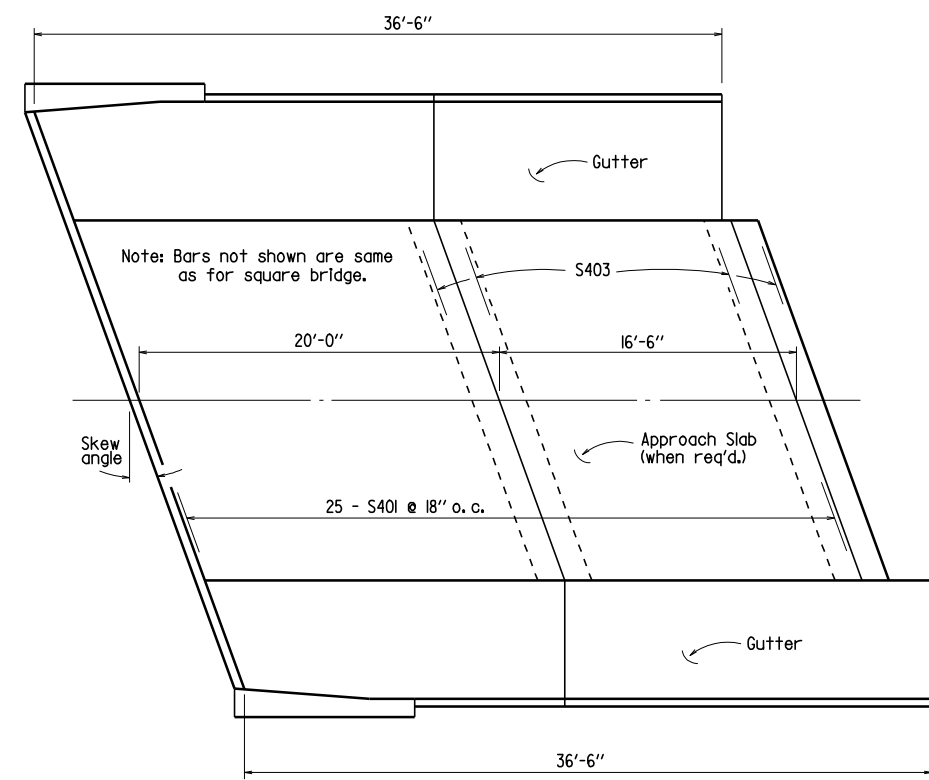 36'-6"
Gutter
Note: Bars not shown are same
as for square bridge.
S403
20'-0"
16'-6"
Skew
angle
Approach Slab
(when req'd.)
25 - S401 @ 18" o. c.
Gutter
36'-6"